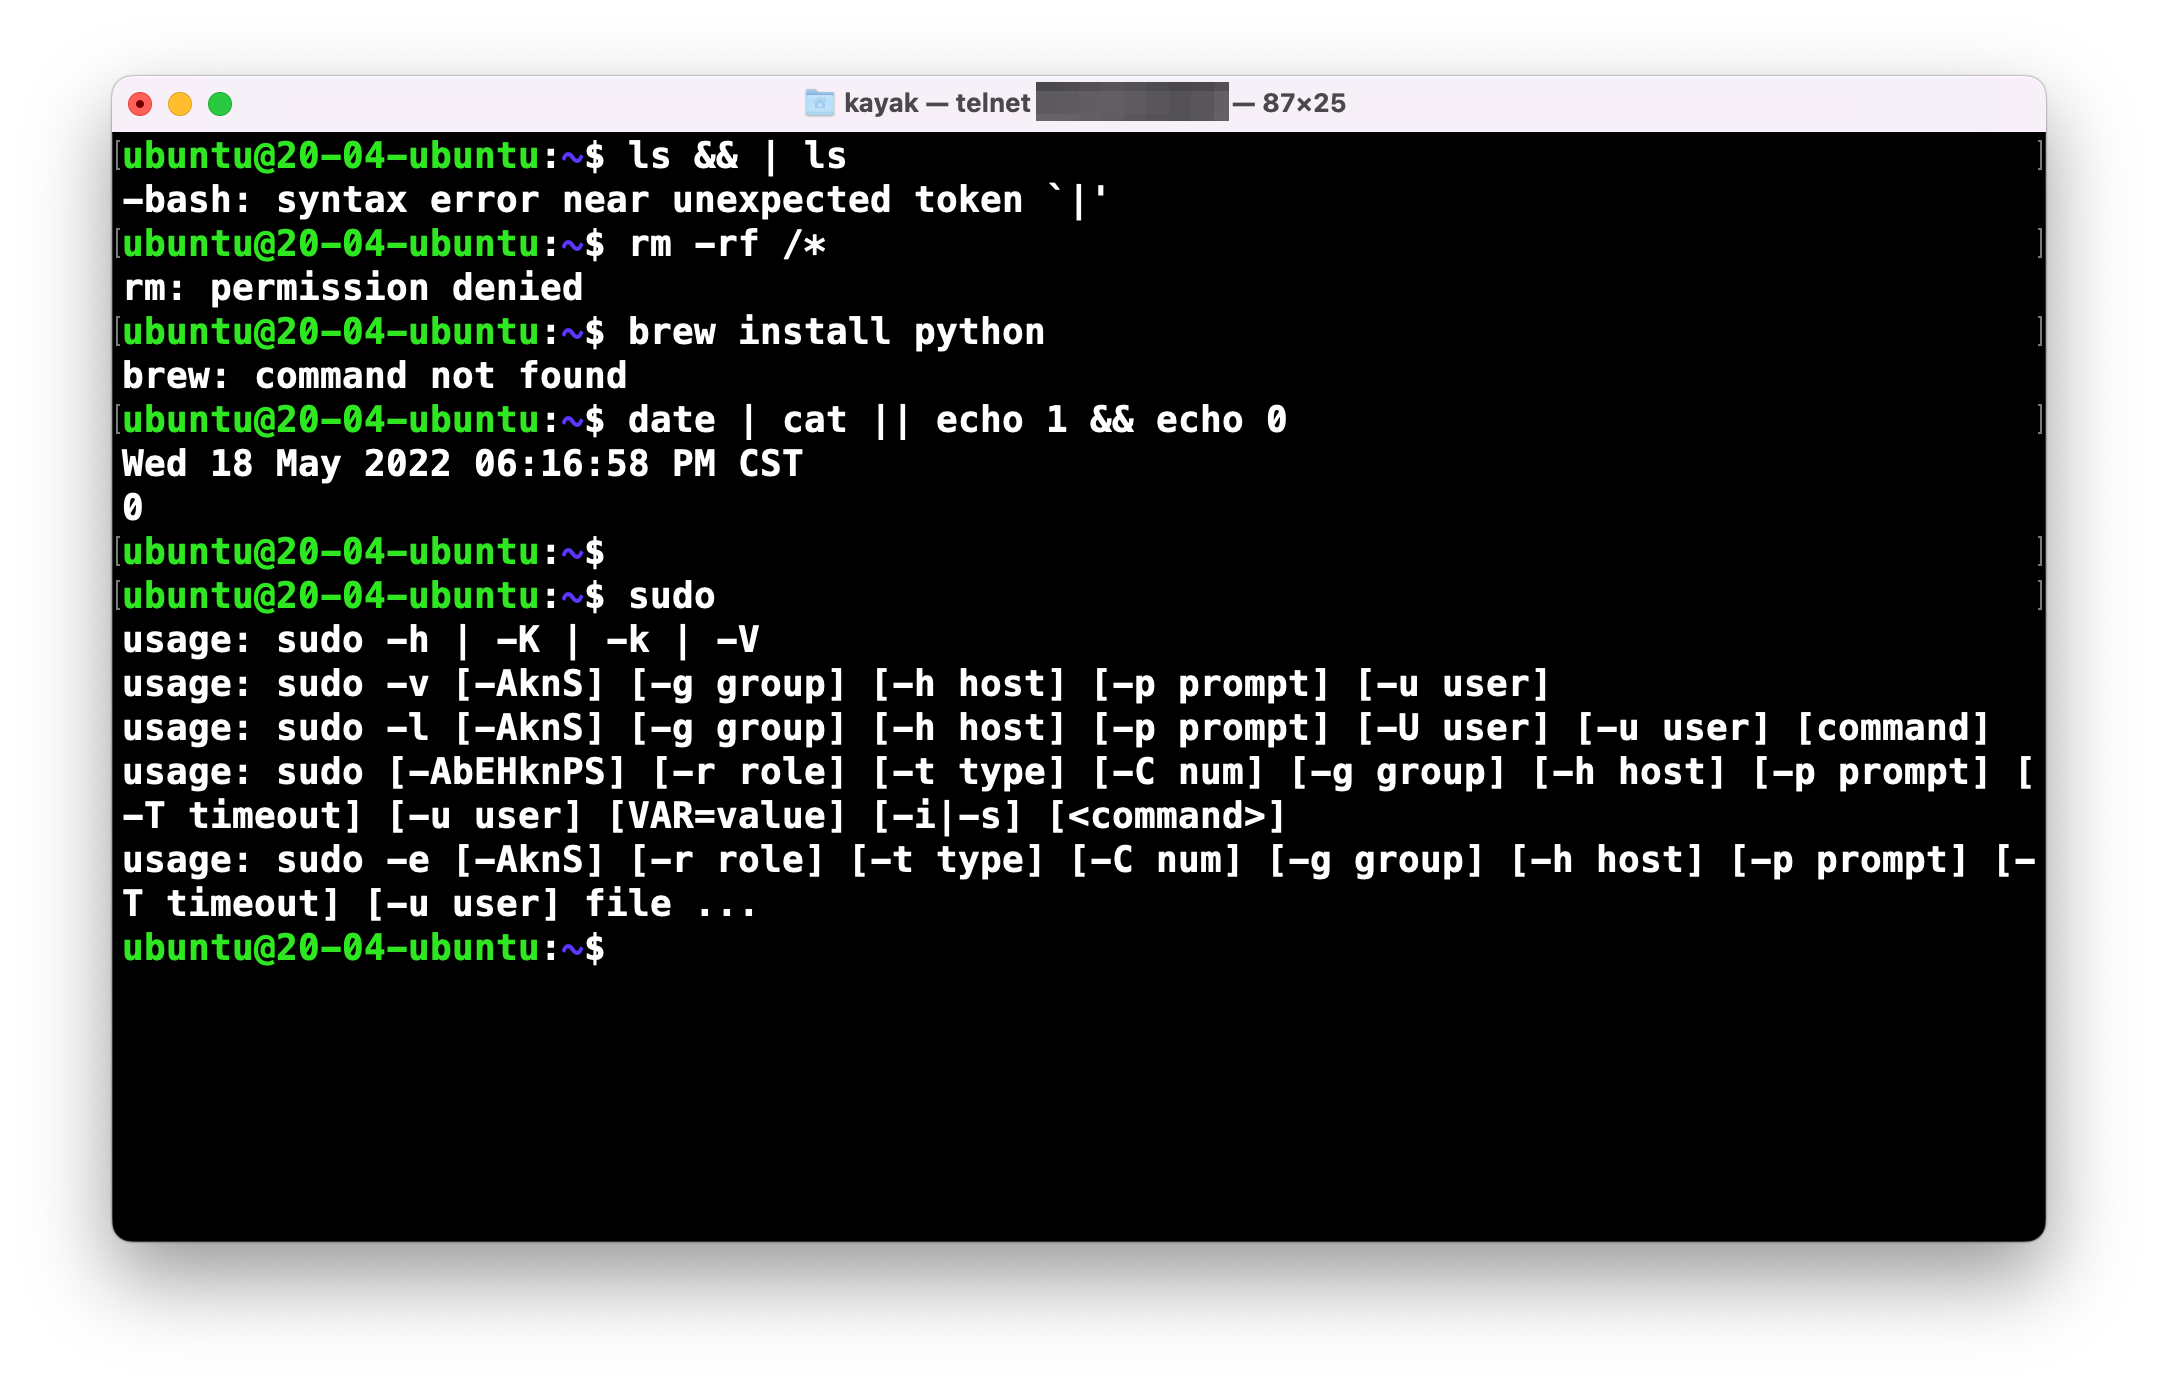 kayak — telnet — 87×25
ubuntu@20-04-ubuntu:~$ ls && | ls
-bash: syntax error near unexpected token `|'
ubuntu@20-04-ubuntu:~$ rm -rf /*
rm: permission denied
ubuntu@20-04-ubuntu:~$ brew install python
brew: command not found
ubuntu@20-04-ubuntu:~$ date | cat || echo 1 && echo 0
Wed 18 May 2022 06:16:58 PM CST
0
ubuntu@20-04-ubuntu:~$
ubuntu@20-04-ubuntu:~$ sudo
usage: sudo -h | -K | -k | -V
usage: sudo -v [-AknS] [-g group] [-h host] [-p prompt] [-u user]
usage: sudo -l [-AknS] [-g group] [-h host] [-p prompt] [-U user] [-u user] [command]
usage: sudo [-AbEHknPS] [-r role] [-t type] [-C num] [-g group] [-h host] [-p prompt] [
-T timeout] [-u user] [VAR=value] [-i|-s] [<command>]
usage: sudo -e [-AknS] [-r role] [-t type] [-C num] [-g group] [-h host] [-p prompt] [-
T timeout] [-u user] file ...
ubuntu@20-04-ubuntu:~$